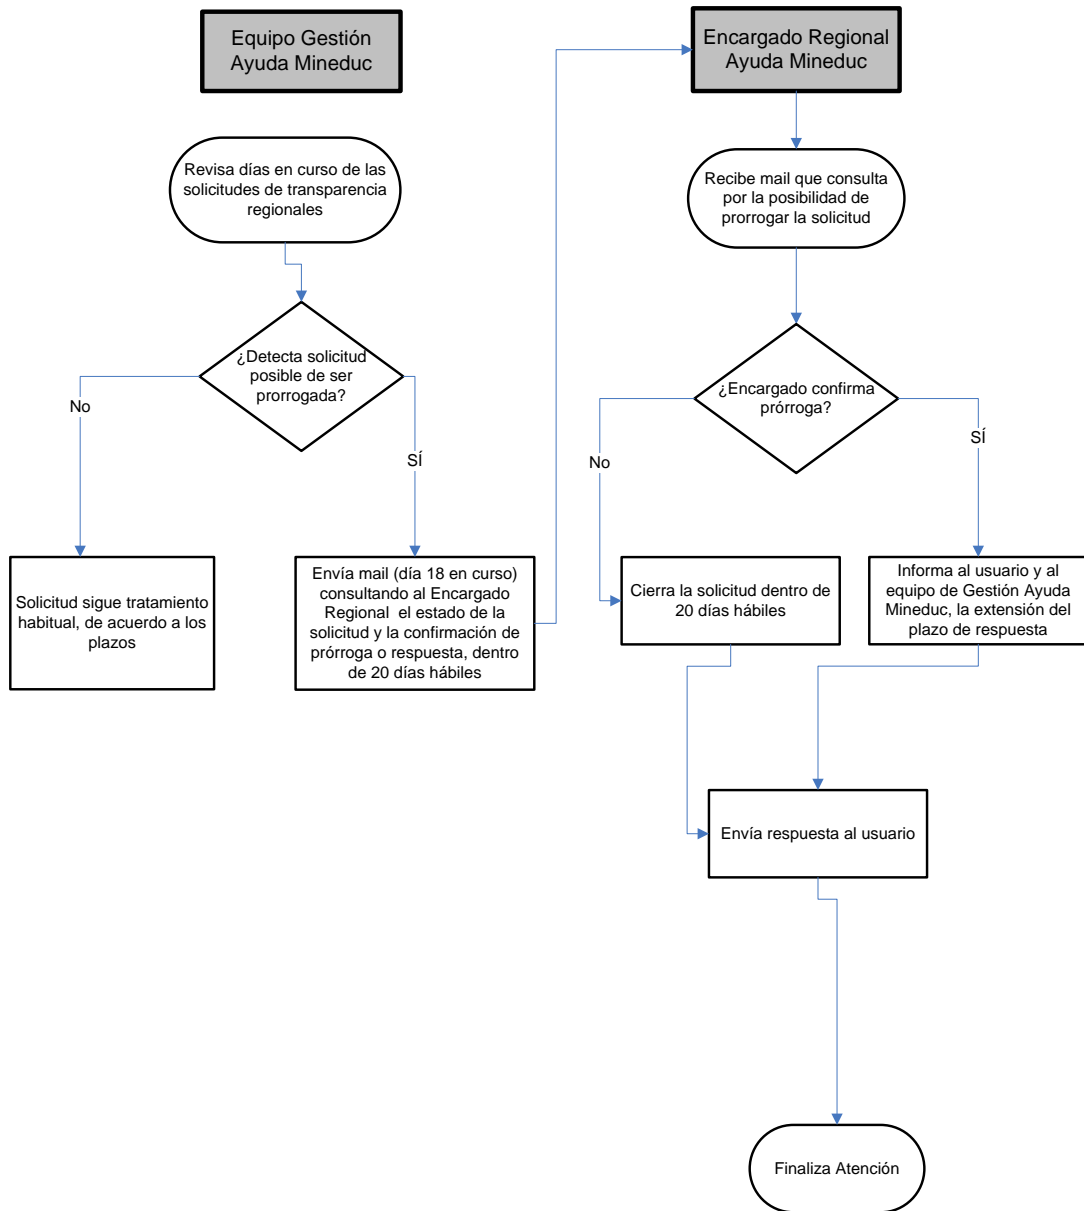 Equipo Gestión
Ayuda Mineduc
Revisa días en curso de las
solicitudes de transparencia
regionales
¿Detecta solicitud
posible de ser
prorrogada?
No
SÍ
Solicitud sigue tratamiento
habitual, de acuerdo a los
plazos
Envía mail (día 18 en curso)
consultando al Encargado
Regional  el estado de la
solicitud y la confirmación de
prórroga o respuesta, dentro
de 20 días hábiles
Encargado Regional
Ayuda Mineduc
Recibe mail que consulta
por la posibilidad de
prorrogar la solicitud
¿Encargado confirma
prórroga?
No
SÍ
Cierra la solicitud dentro de
20 días hábiles
Informa al usuario y al
equipo de Gestión Ayuda
Mineduc, la extensión del
plazo de respuesta
Envía respuesta al usuario
Finaliza Atención